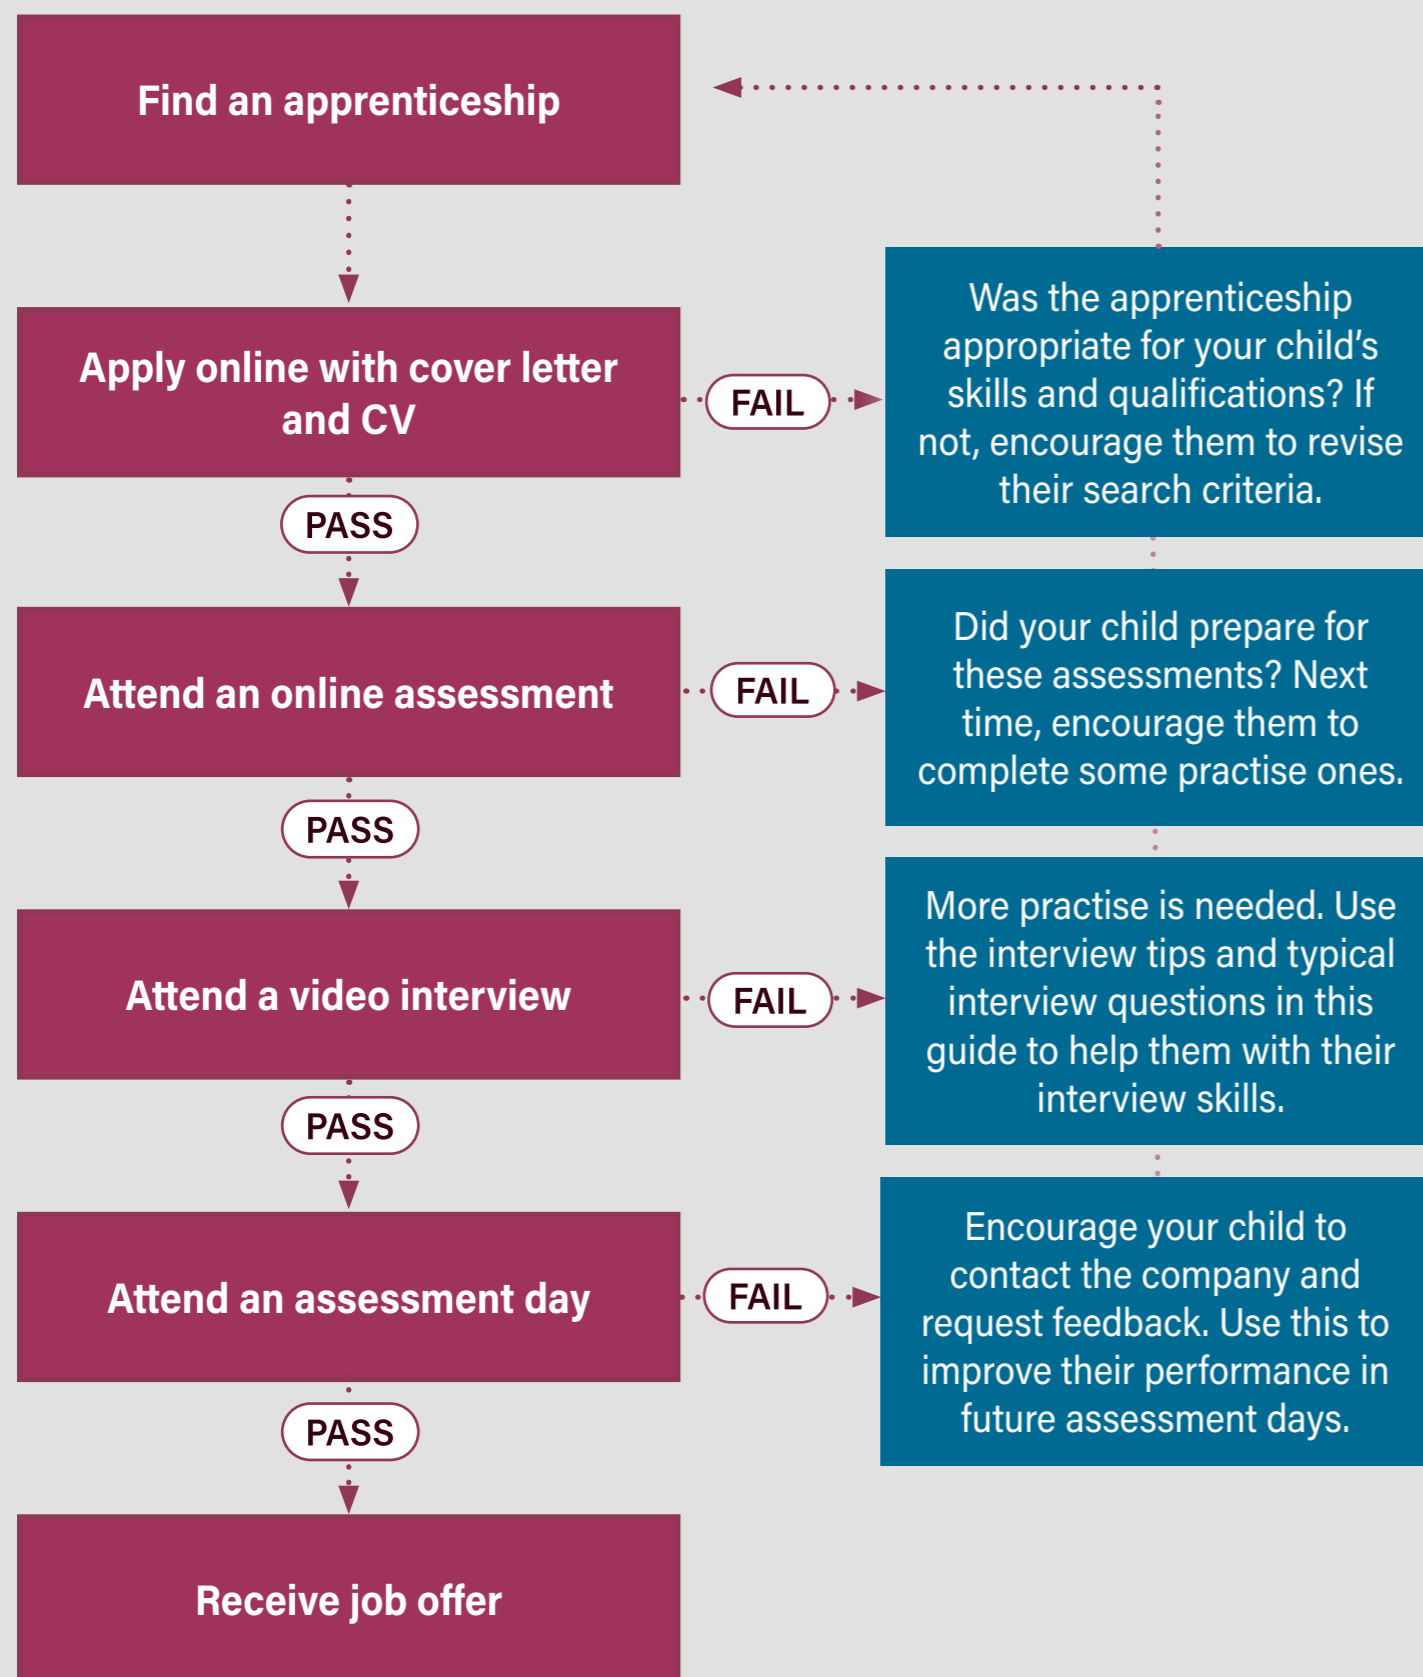 Find an apprenticeship
Apply online with cover letter
and CV
FAIL
Was the apprenticeship
appropriate for your child's
skills and qualifications? If
not, encourage them to revise
their search criteria.
PASS
Attend an online assessment
FAIL
Did your child prepare for
these assessments? Next
time, encourage them to
complete some practise ones.
PASS
Attend a video interview
FAIL
More practise is needed. Use
the interview tips and typical
interview questions in this
guide to help them with their
interview skills.
PASS
Attend an assessment day
FAIL
Encourage your child to
contact the company and
request feedback. Use this to
improve their performance in
future assessment days.
PASS
Receive job offer